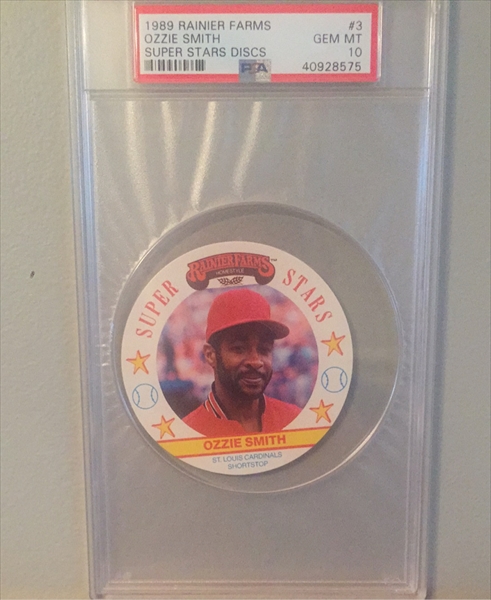 1989 RAINIER FARMS #3
OZZIE SMITH GEM MT
SUPER STARS DISCS 10
PSA 40928575
RAINIER FARMS
HOMESTYLE
SUPER STARS
OZZIE SMITH
ST. LOUIS CARDINALS
SHORTSTOP